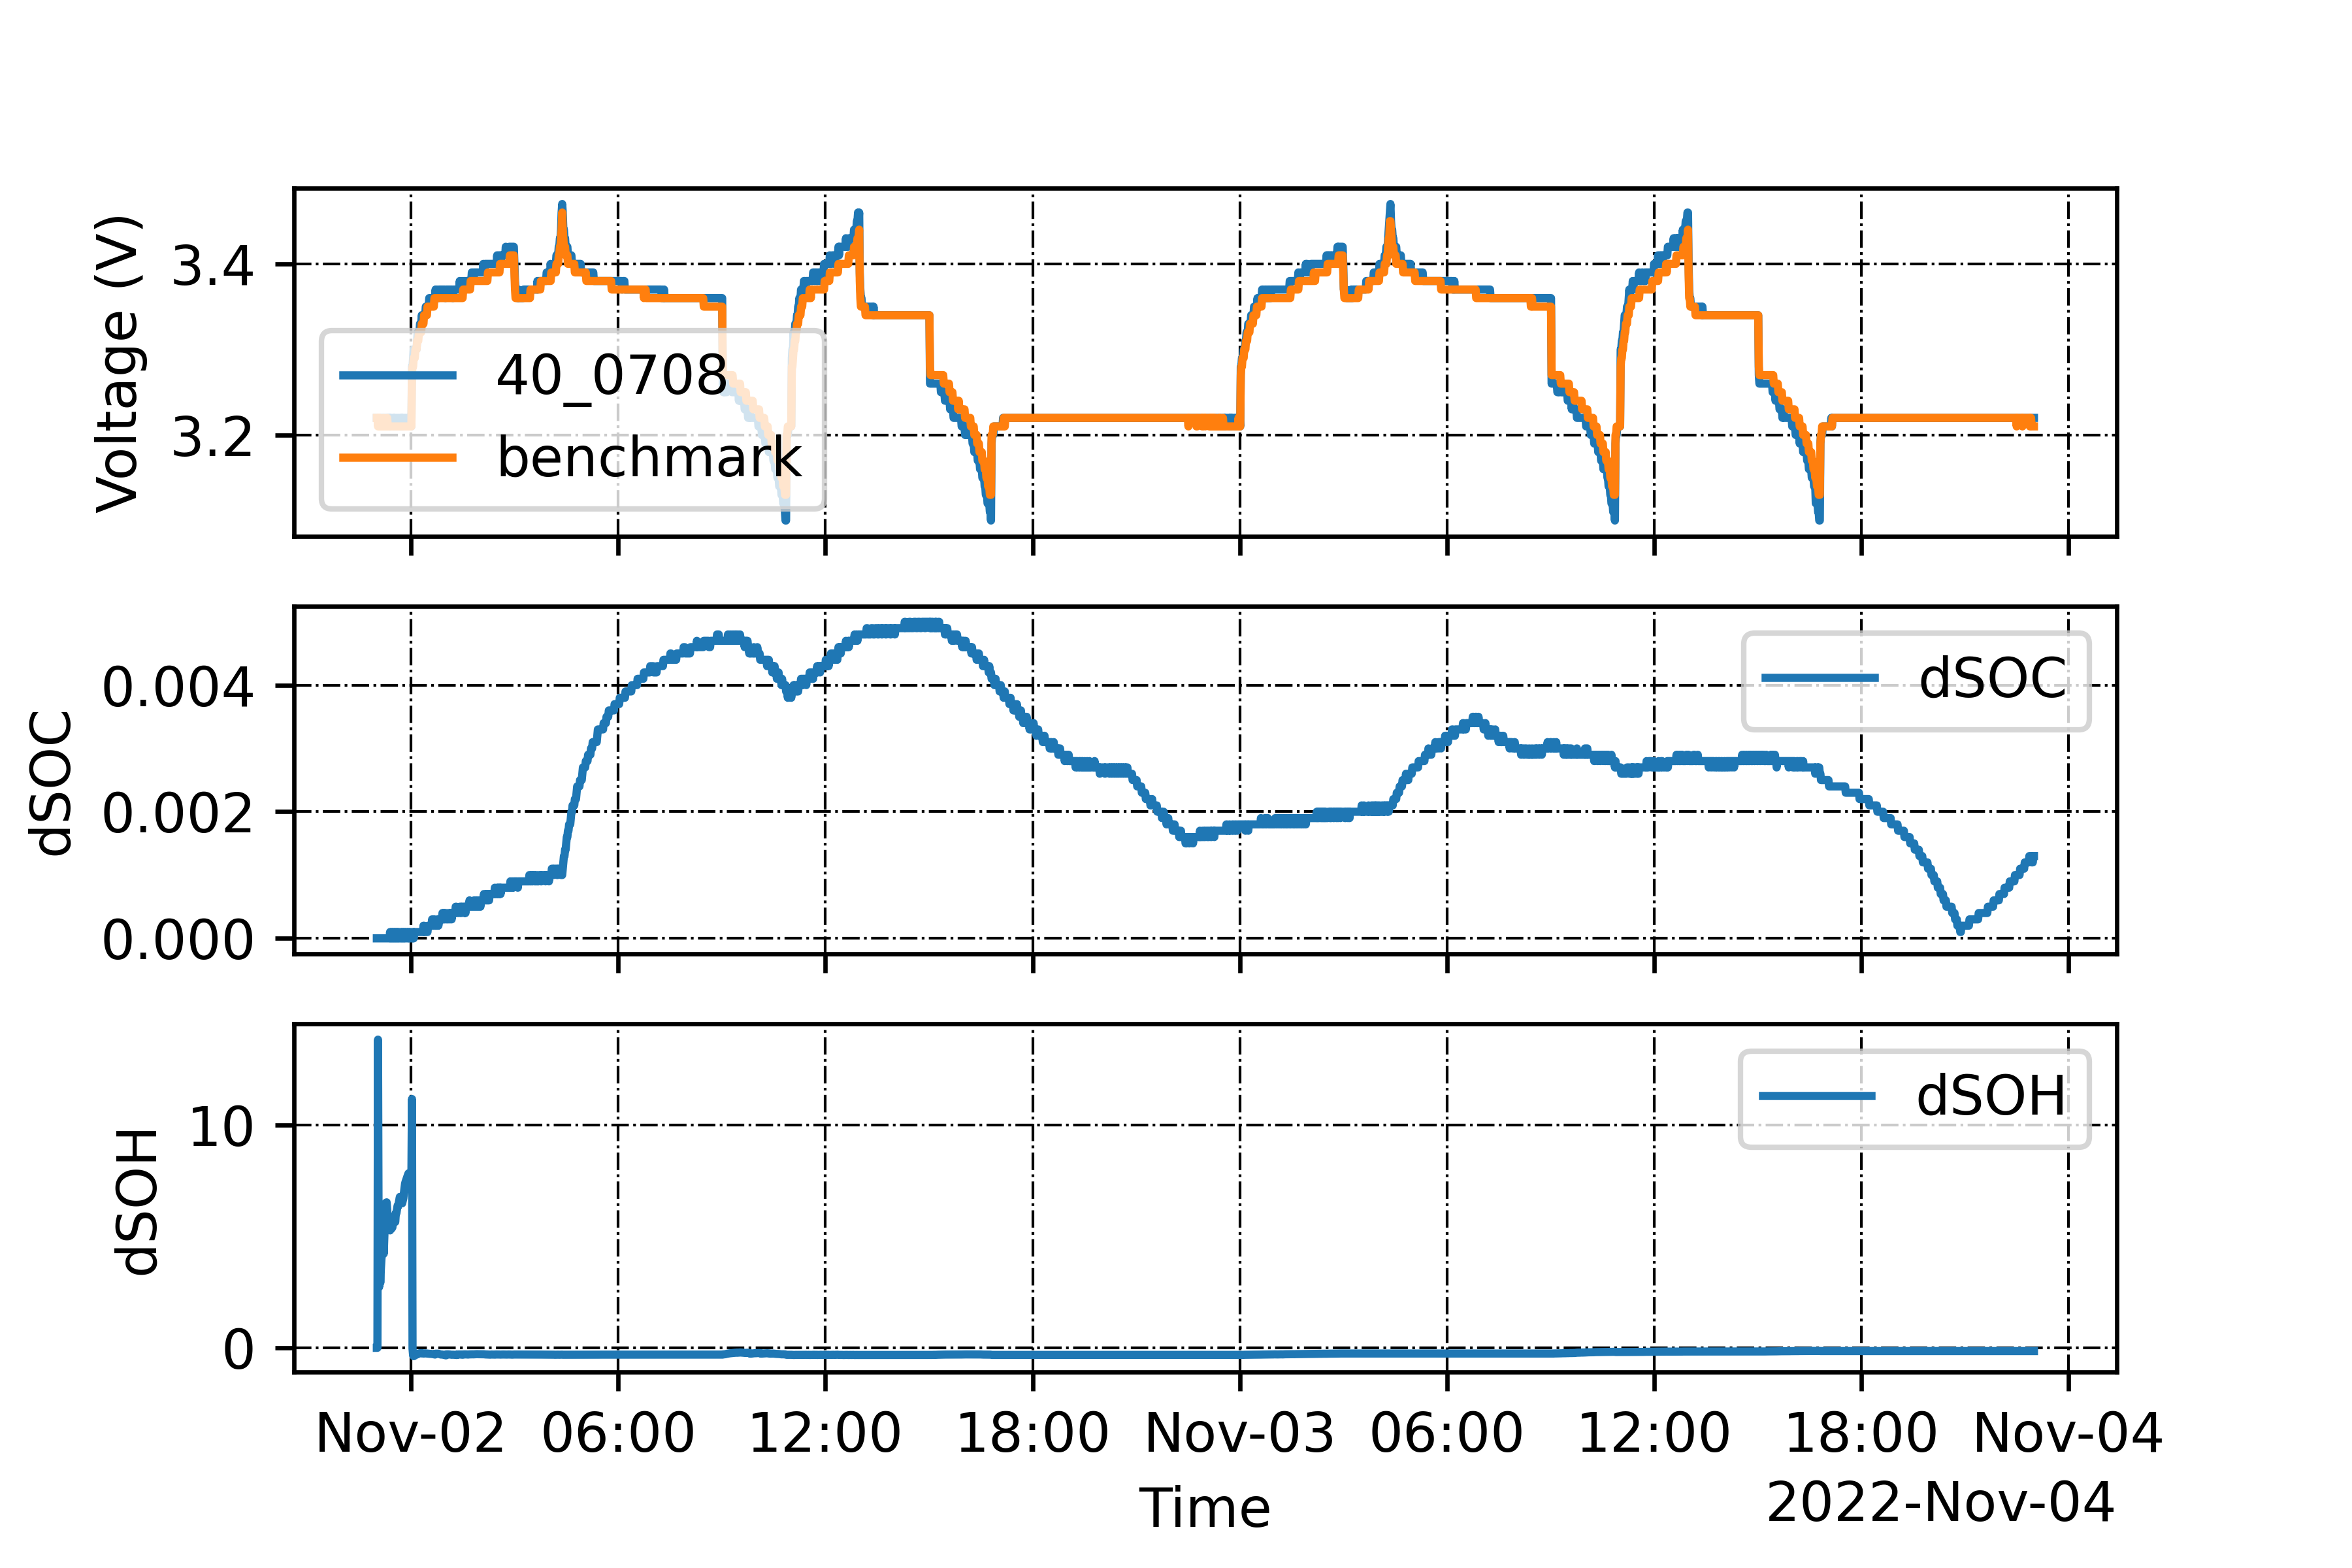 Voltage (V)
3.4
3.2
40_0708
benchmark
dSOC
0.004
0.002
0.000
dSOC
dSOH
10
0
dSOH
Nov-02 06:00 12:00 18:00 Nov-03 06:00 12:00 18:00 Nov-04
Time
2022-Nov-04